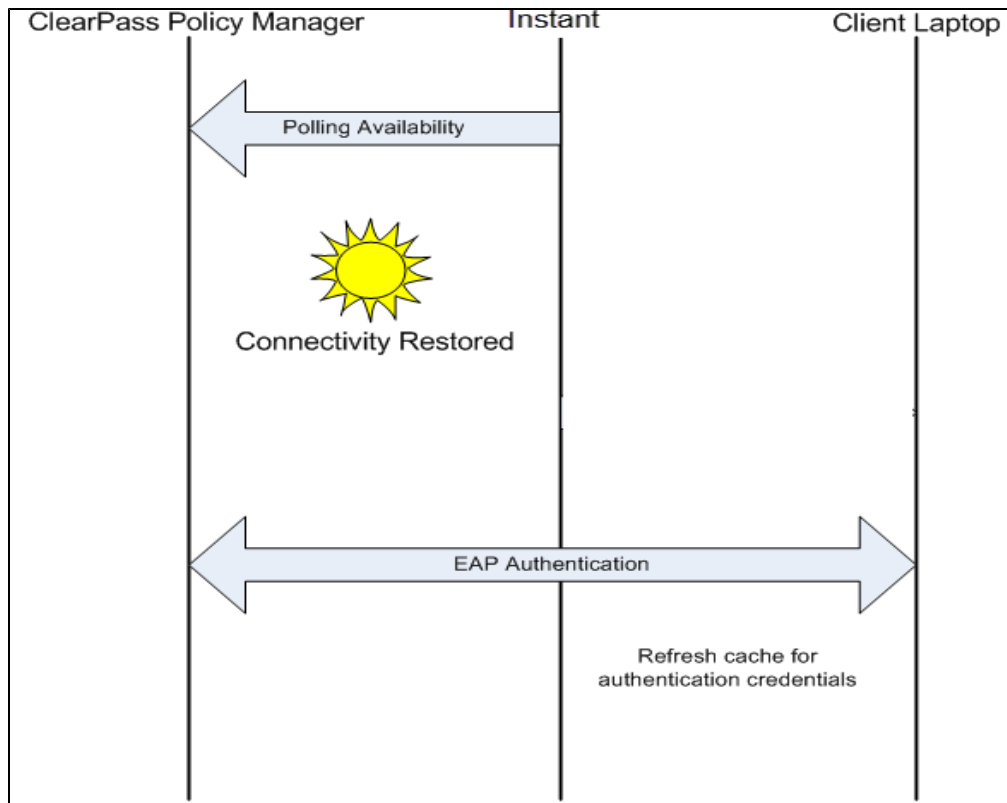 ClearPass Policy Manager
Instant
Client Laptop
Polling Availability
Connectivity Restored
EAP Authentication
Refresh cache for
authentication credentials